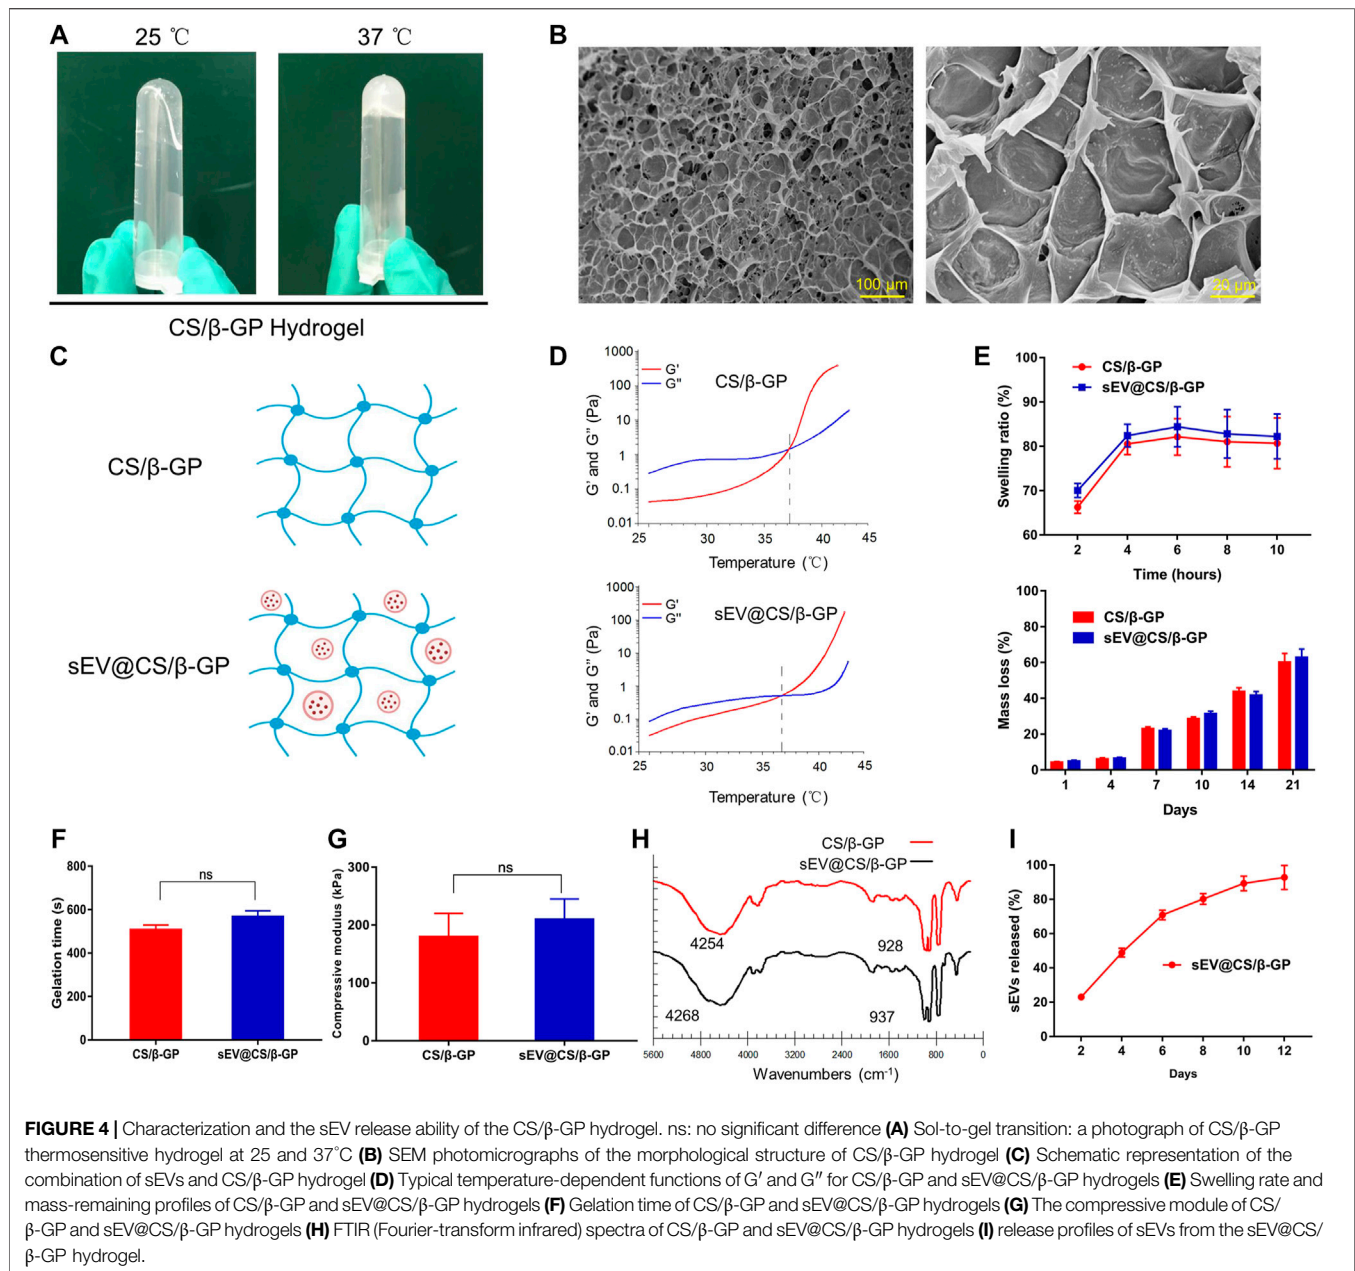 A
25 ℃
37 ℃
CS/β-GP Hydrogel
B
100 µm
20 µm
C
CS/β-GP
sEV@CS/β-GP
D
1000
100
10
1
0.1
0.01
G' and G" (Pa)
G'
G"
CS/β-GP
25
30
35
40
45
Temperature (℃)
1000
100
10
1
0.1
0.01
G' and G" (Pa)
G'
G"
sEV@CS/β-GP
25
30
35
40
45
Temperature (℃)
E
100
90
80
70
60
Swelling ratio (%)
CS/β-GP
sEV@CS/β-GP
2
4
6
8
10
Time (hours)
100
80
60
40
20
0
Mass loss (%)
CS/β-GP
sEV@CS/β-GP
1
4
7
10
14
21
Days
F
800
600
400
200
0
Gelation time (s)
ns
CS/β-GP
sEV@CS/β-GP
G
300
200
100
0
Compressive modulus (kPa)
ns
CS/β-GP
sEV@CS/β-GP
H
CS/β-GP
sEV@CS/β-GP
4254
928
4268
937
5600
4800
4000
3200
2400
1600
800
0
Wavenumbers (cm⁻¹)
I
100
80
60
40
20
0
sEVs released (%)
sEV@CS/β-GP
2
4
6
8
10
12
Days
FIGURE 4 | Characterization and the sEV release ability of the CS/β-GP hydrogel. ns: no significant difference (A) Sol-to-gel transition: a photograph of CS/β-GP
thermosensitive hydrogel at 25 and 37°C (B) SEM photomicrographs of the morphological structure of CS/β-GP hydrogel (C) Schematic representation of the
combination of sEVs and CS/β-GP hydrogel (D) Typical temperature-dependent functions of G′ and G″ for CS/β-GP and sEV@CS/β-GP hydrogels (E) Swelling rate and
mass-remaining profiles of CS/β-GP and sEV@CS/β-GP hydrogels (F) Gelation time of CS/β-GP and sEV@CS/β-GP hydrogels (G) The compressive module of CS/
β-GP and sEV@CS/β-GP hydrogels (H) FTIR (Fourier-transform infrared) spectra of CS/β-GP and sEV@CS/β-GP hydrogels (I) release profiles of sEVs from the sEV@CS/
β-GP hydrogel.